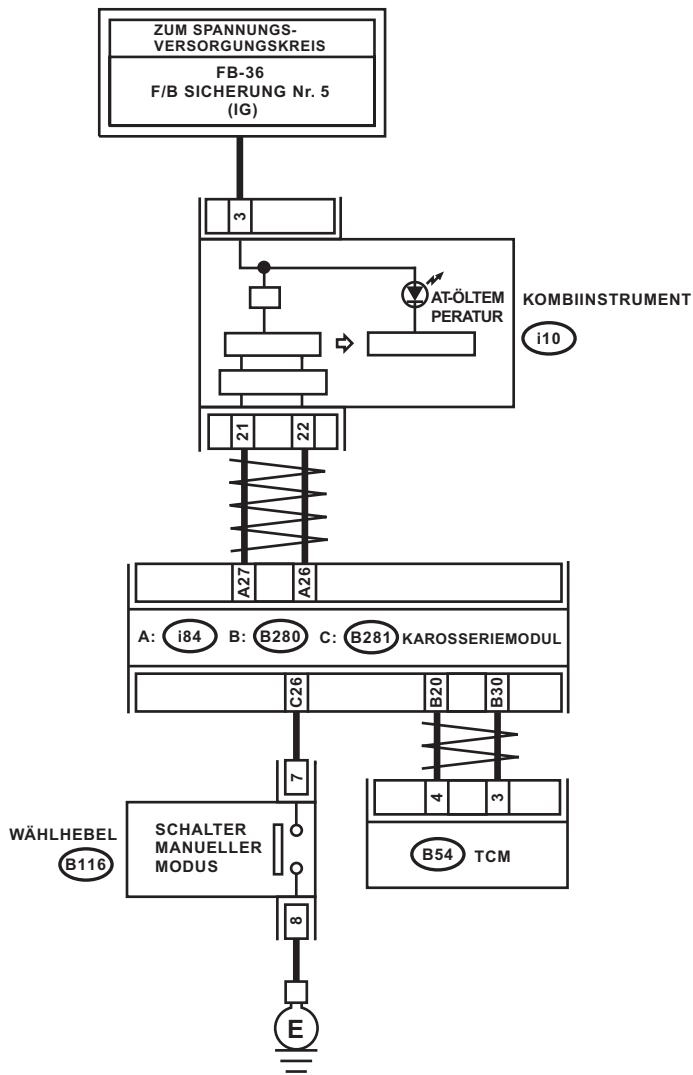 ZUM SPANNUNGS-
VERSORGUNGSKREIS
FB-36
F/B SICHERUNG Nr. 5
(IG)
3
AT-ÖLTEM
PERATUR
KOMBIINSTRUMENT
i10
21
22
A27
A26
A: i84 B: B280 C: B281 KAROSSERIEMODUL
C26
B20
B30
7
4
3
WÄHLHEBEL
B116
SCHALTER
MANUELLER
MODUS
B54 TCM
8
E